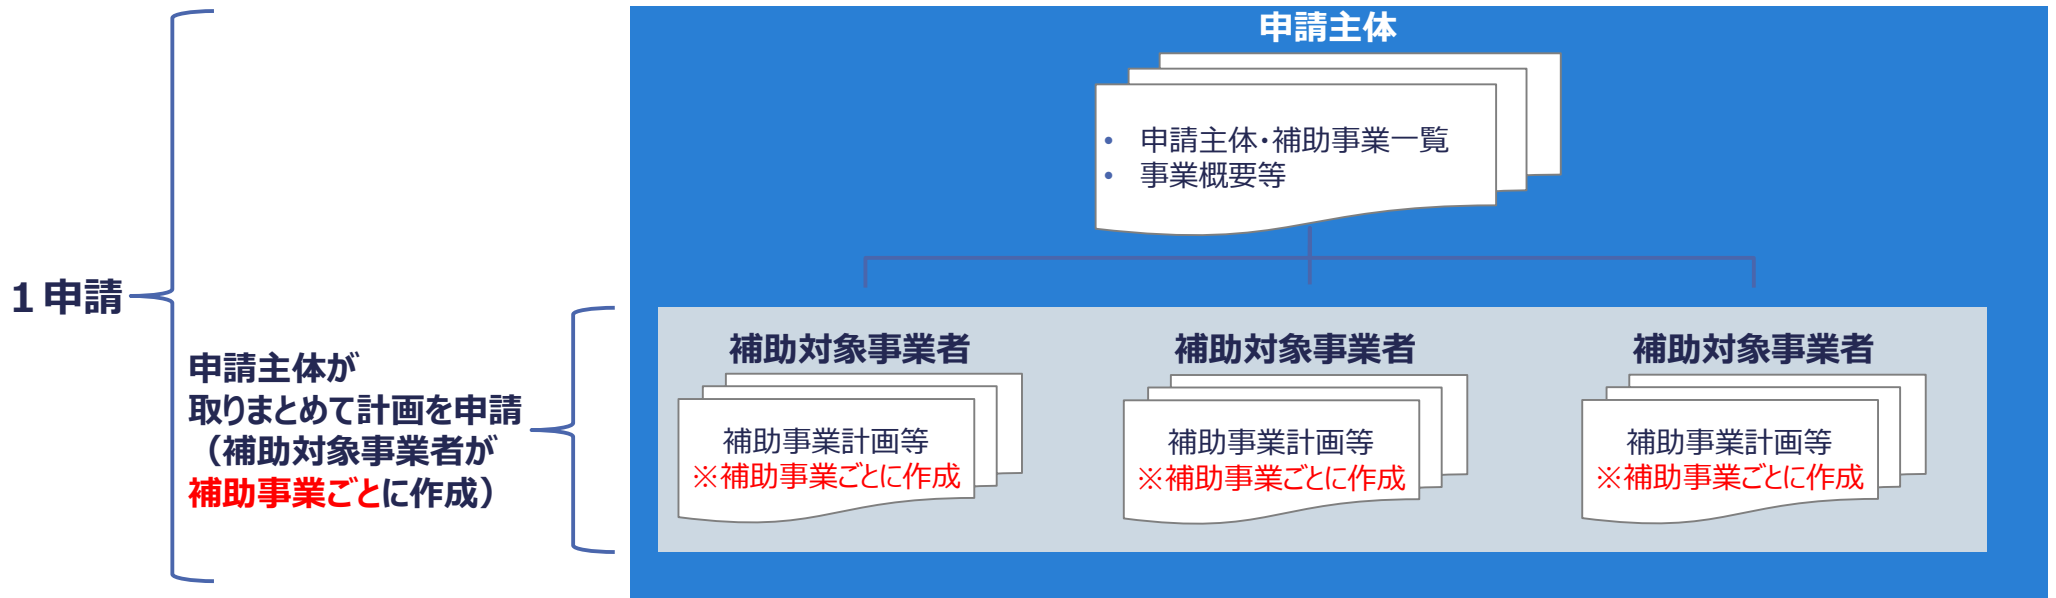 申請主体
• 申請主体・補助事業一覧
• 事業概要等
１申請
申請主体が
取りまとめて計画を申請
（補助対象事業者が
補助事業ごとに作成）
補助対象事業者
補助事業計画等
※補助事業ごとに作成
補助対象事業者
補助事業計画等
※補助事業ごとに作成
補助対象事業者
補助事業計画等
※補助事業ごとに作成